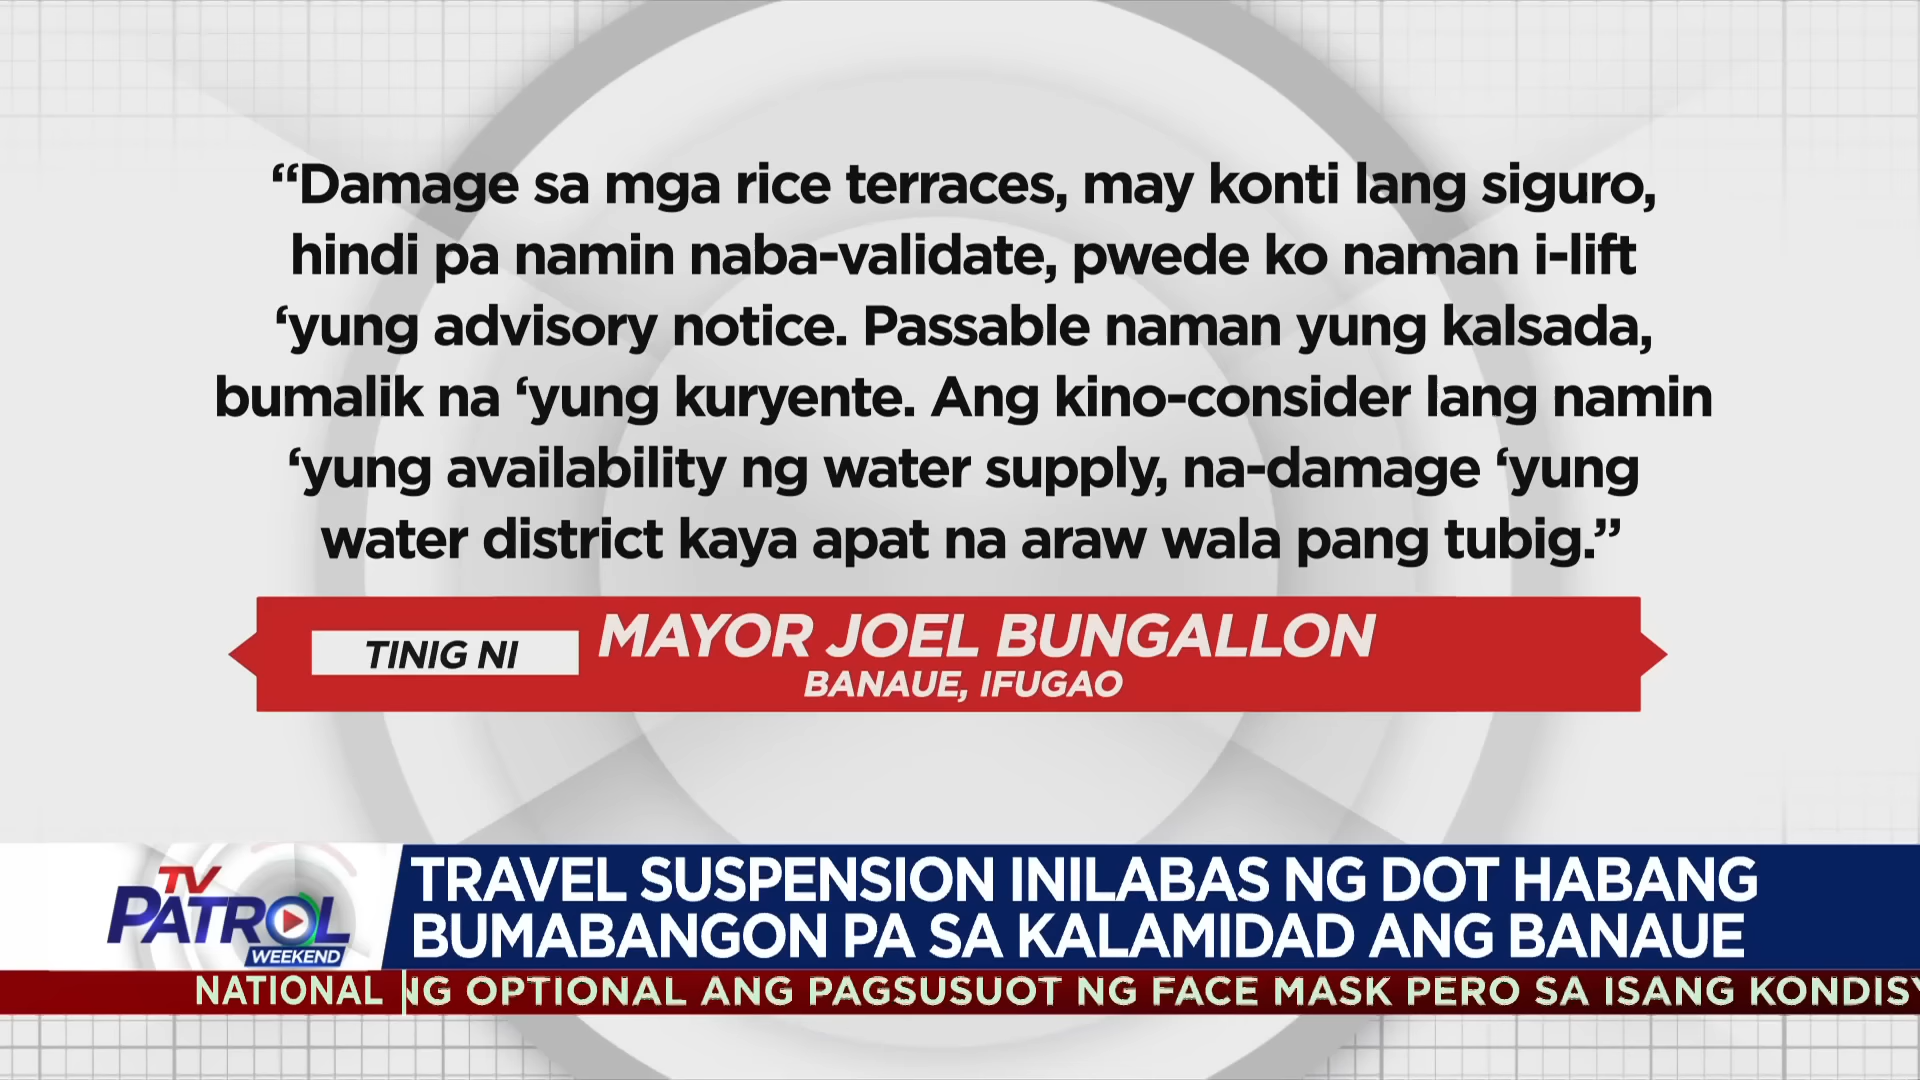 “Damage sa mga rice terraces, may konti lang siguro,
hindi pa namin naba-validate, pwede ko naman i-lift
‘yung advisory notice. Passable naman yung kalsada,
bumalik na ‘yung kuryente. Ang kino-consider lang namin
‘yung availability ng water supply, na-damage ‘yung
water district kaya apat na araw wala pang tubig.”
TINIG NI
MAYOR JOEL BUNGALLON
BANAUE, IFUGAO
TV
PATROL
WEEKEND
TRAVEL SUSPENSION INILABAS NG DOT HABANG
BUMABANGON PA SA KALAMIDAD ANG BANAUE
NATIONAL
NG OPTIONAL ANG PAGSUSUOT NG FACE MASK PERO SA ISANG KONDISY